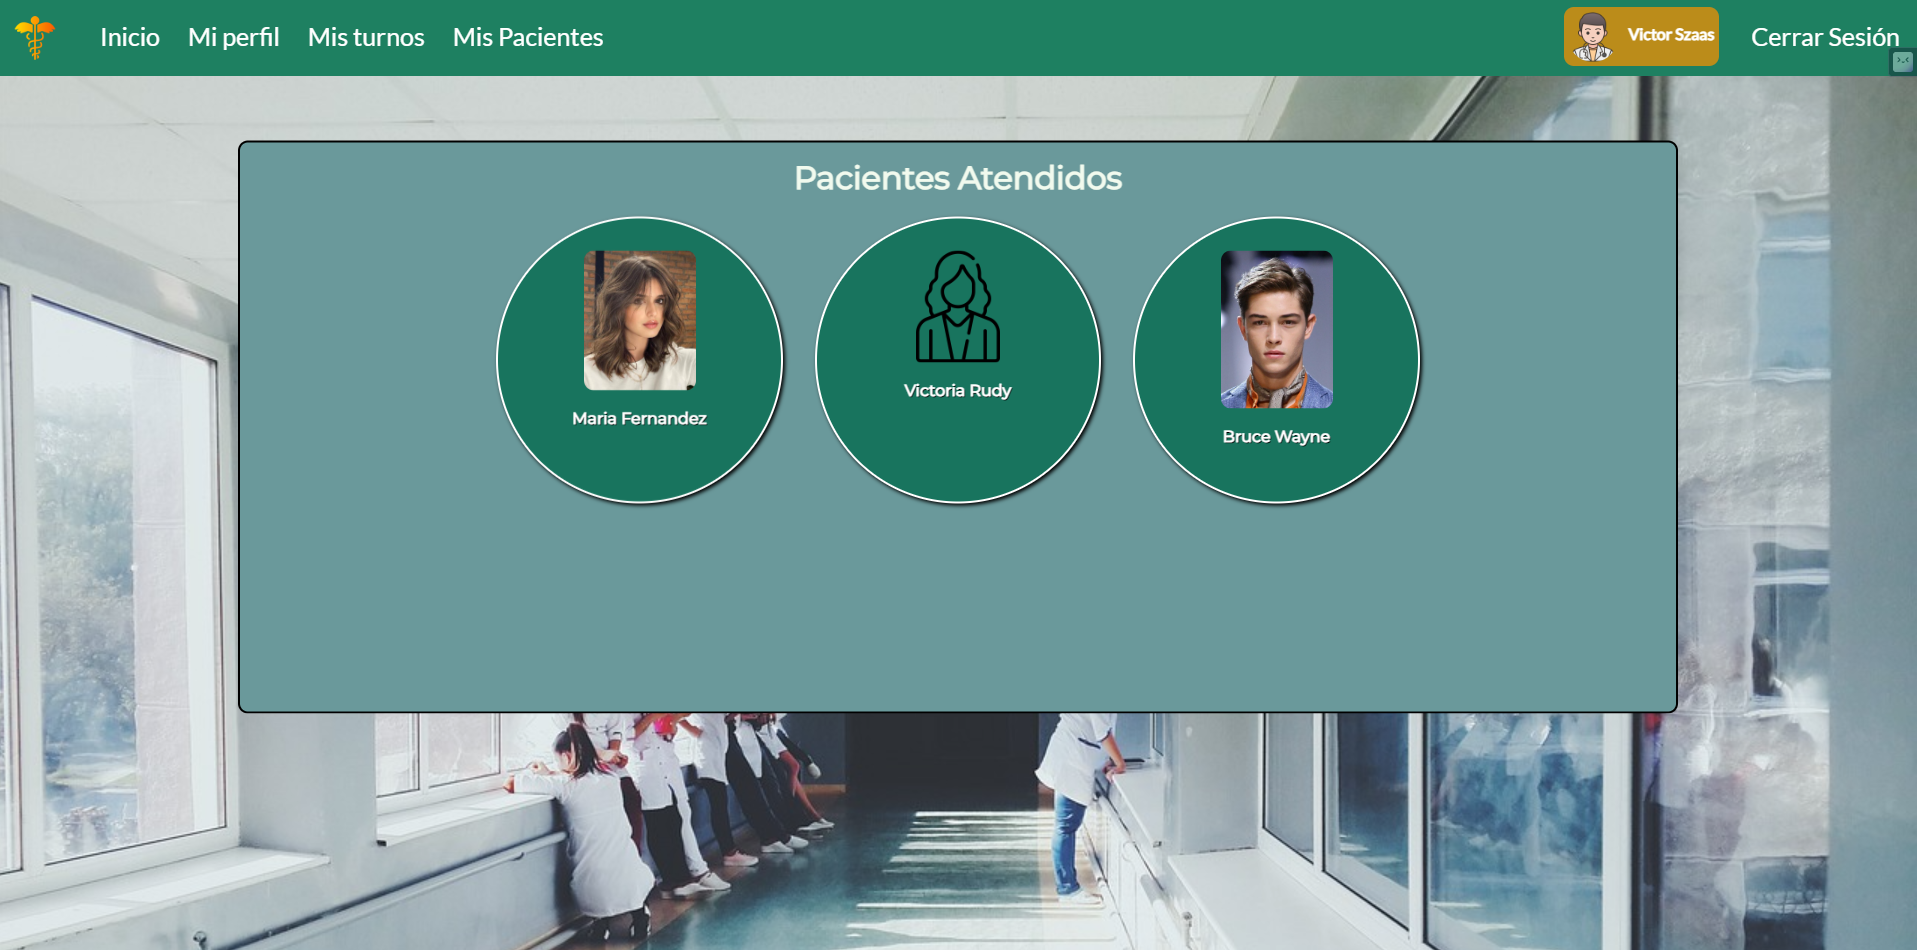 Inicio
Mi perfil
Mis turnos
Mis Pacientes
Victor Szaas
Cerrar Sesión
Pacientes Atendidos
Maria Fernandez
Victoria Rudy
Bruce Wayne